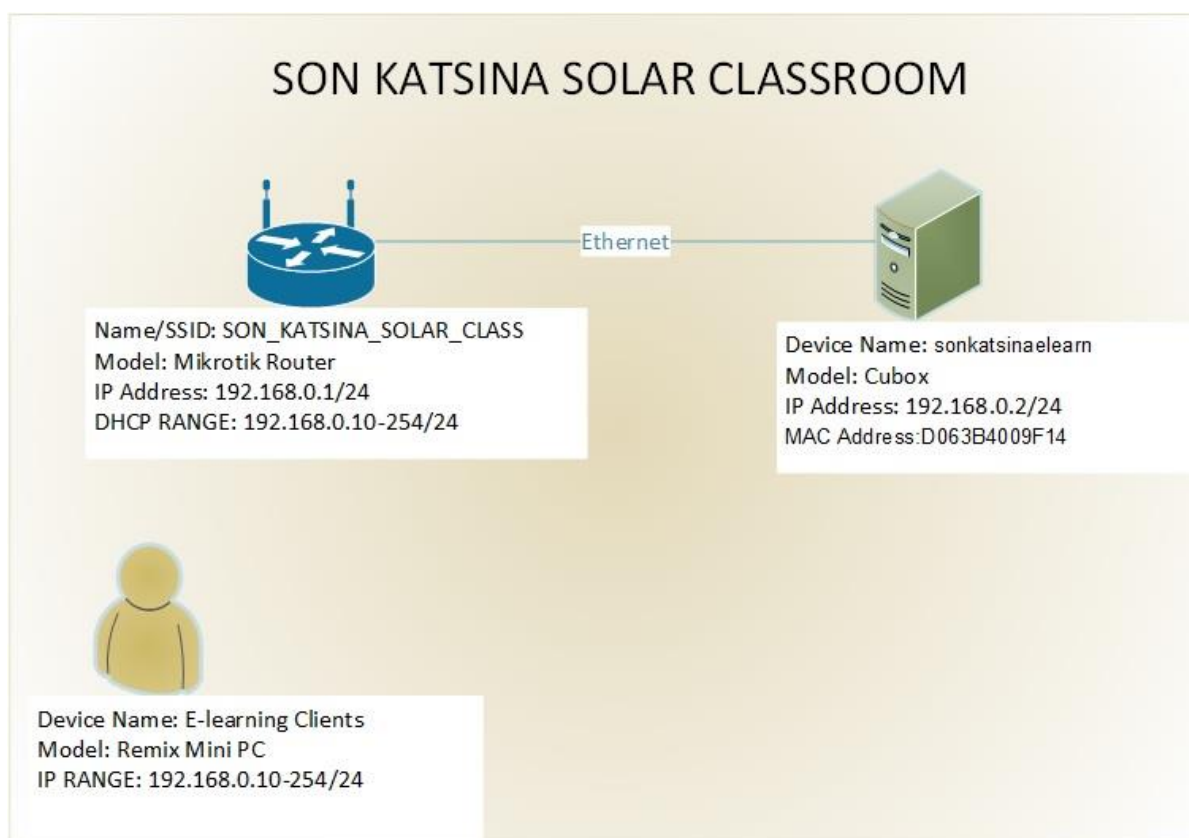 SON KATSINA SOLAR CLASSROOM
Ethernet
Name/SSID: SON_KATSINA_SOLAR_CLASS
Model: Mikrotik Router
IP Address: 192.168.0.1/24
DHCP RANGE: 192.168.0.10-254/24
Device Name: sonkatsinaelearn
Model: Cubox
IP Address: 192.168.0.2/24
MAC Address:D063B4009F14
Device Name: E-learning Clients
Model: Remix Mini PC
IP RANGE: 192.168.0.10-254/24